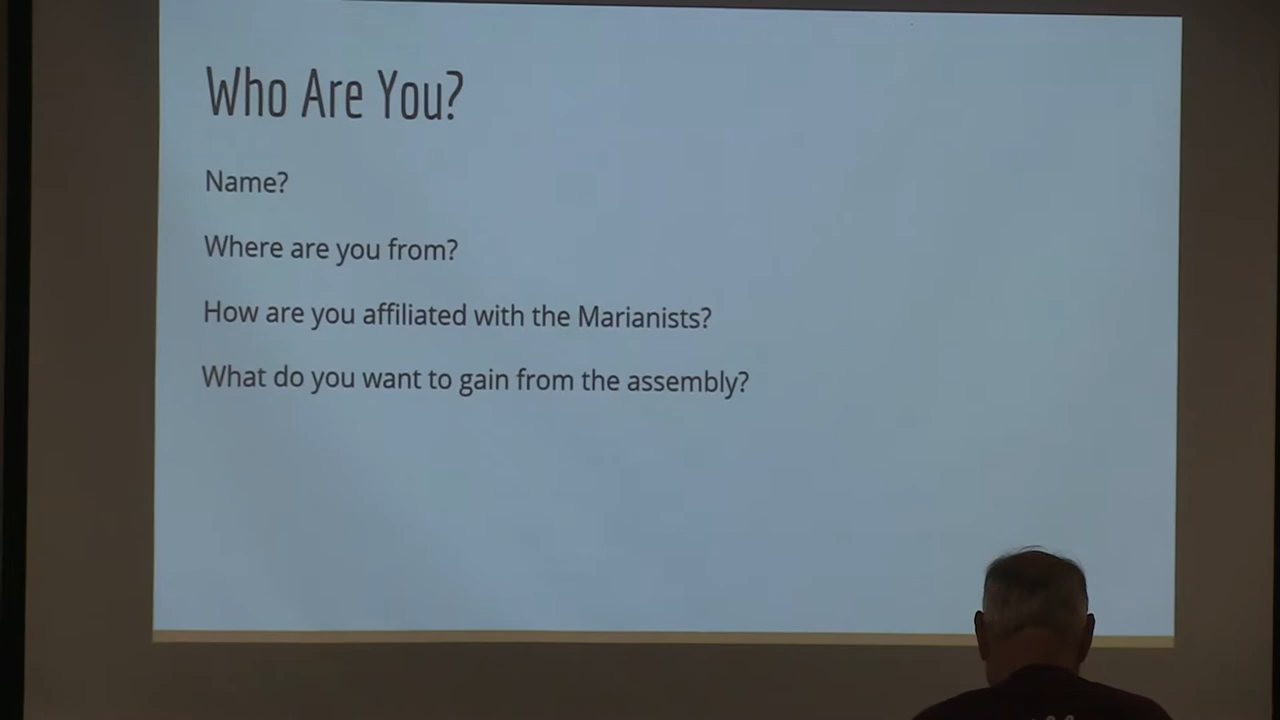 Who Are You?
Name?
Where are you from?
How are you affiliated with the Marianists?
What do you want to gain from the assembly?